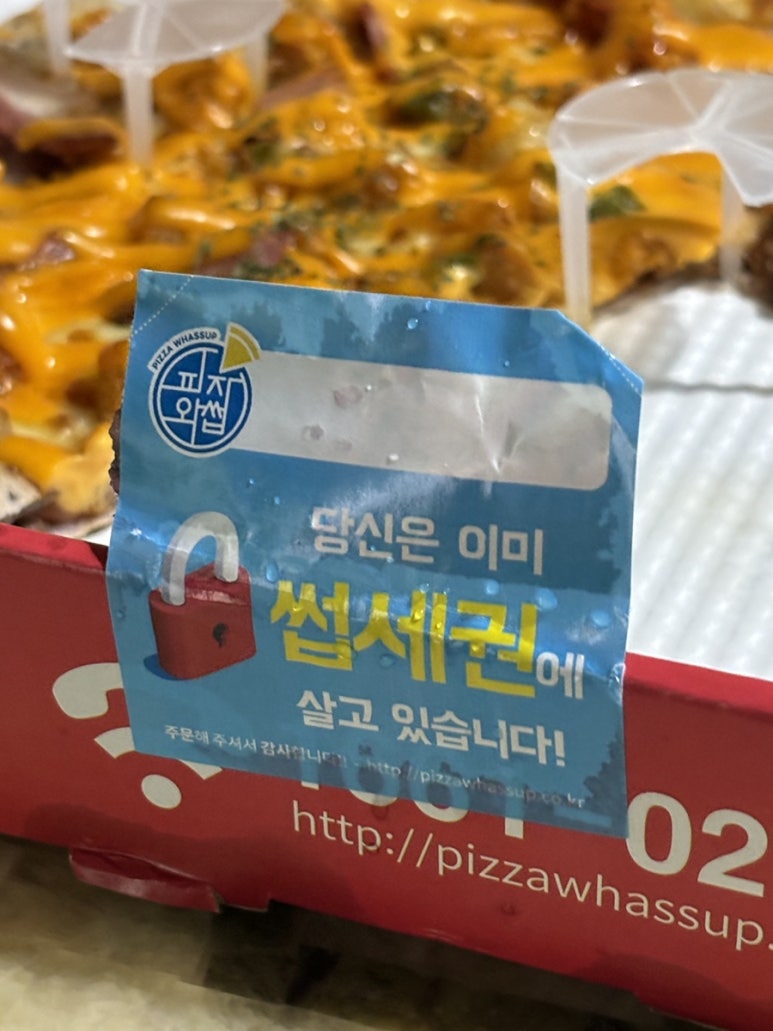 PIZZA WHASSUP
피자
와썹
당신은 이미
썹세권에
살고 있습니다!
주문해 주셔서 감사합니다!! - http://pizzawhassup.co.kr
02
http://pizzawhassup.